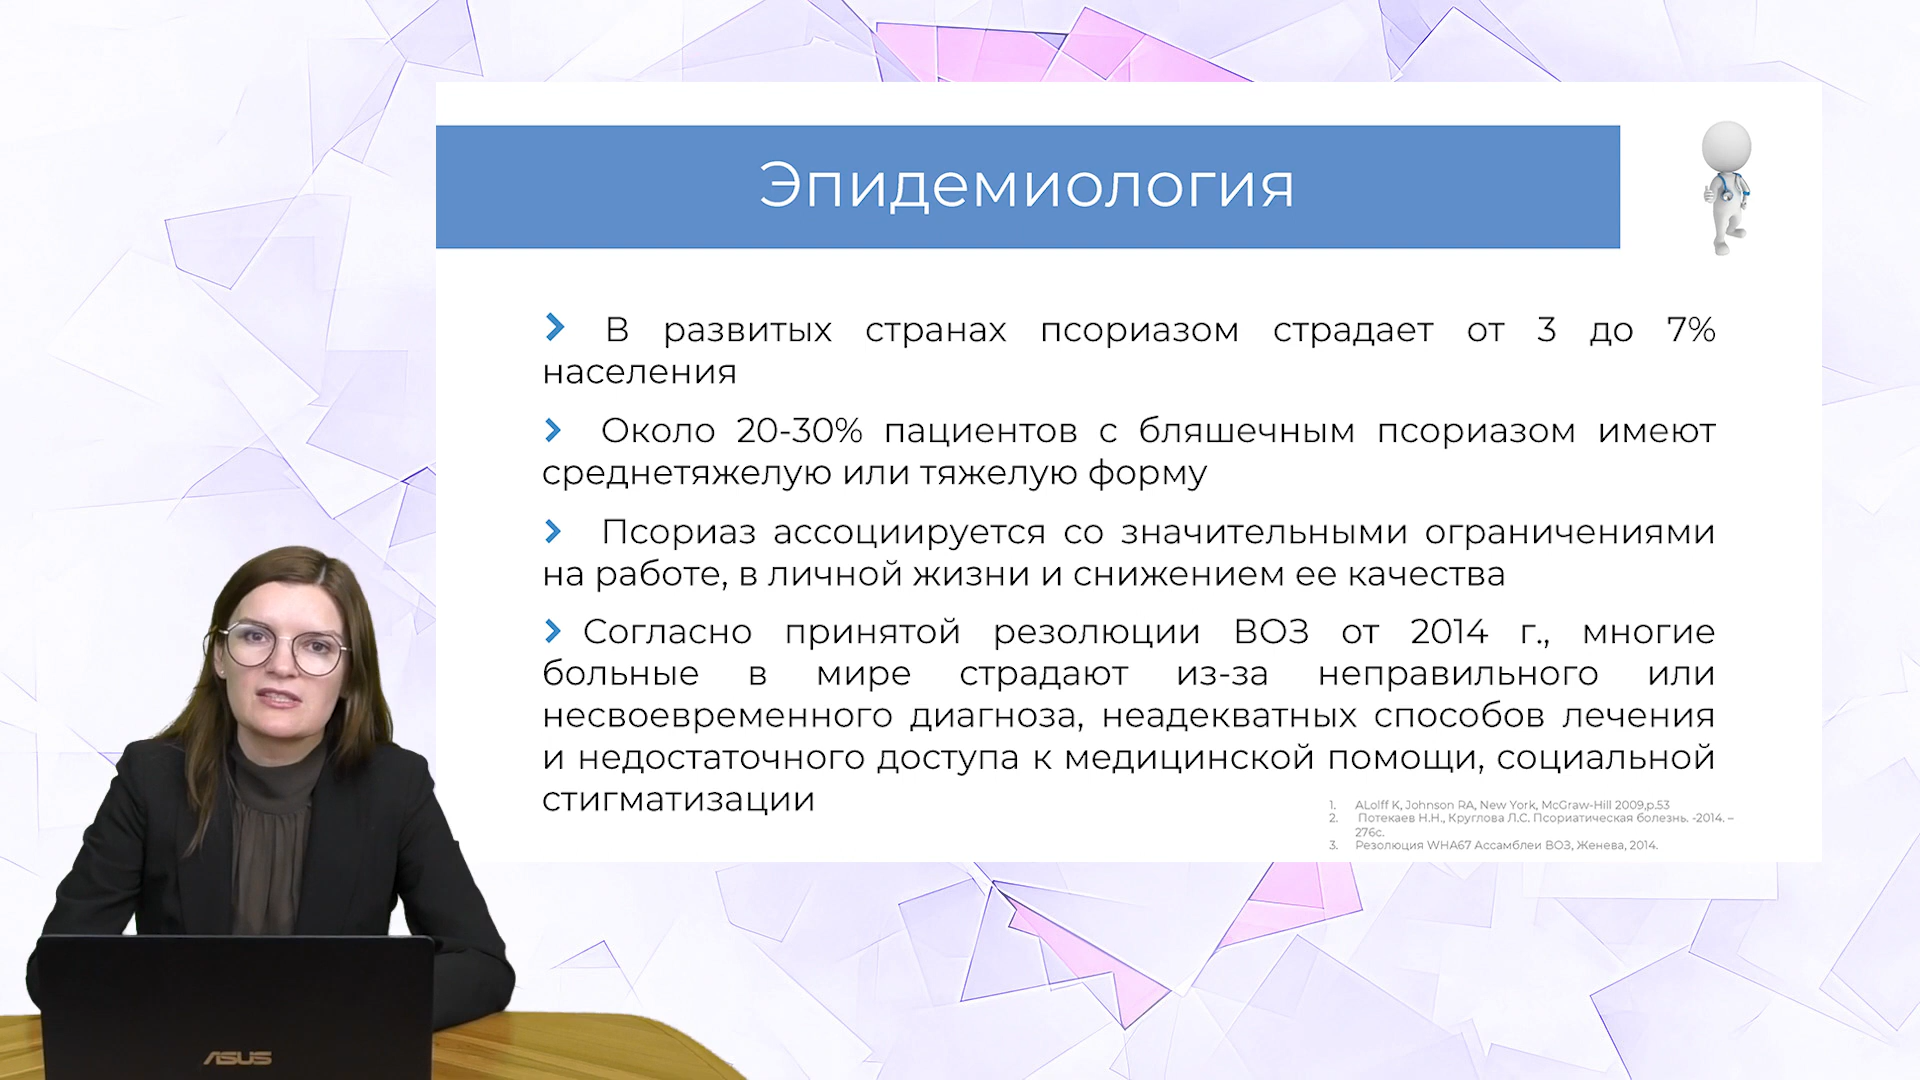 Эпидемиология
В развитых странах псориазом страдает от 3 до 7%
населения
Около 20-30% пациентов с бляшечным псориазом имеют
среднетяжелую или тяжелую форму
Псориаз ассоциируется со значительными ограничениями
на работе, в личной жизни и снижением ее качества
Согласно принятой резолюции ВОЗ от 2014 г., многие
больные в мире страдают из-за неправильного или
несвоевременного диагноза, неадекватных способов лечения
и недостаточного доступа к медицинской помощи, социальной
стигматизации
1. ALolff K, Johnson RA, New York, McGraw-Hill 2009,p.53
2. Потекаев Н.Н., Круглова Л.С. Псориатическая болезнь. -2014. –
276с.
3. Резолюция WHA67 Ассамблеи ВОЗ, Женева, 2014.
ASUS